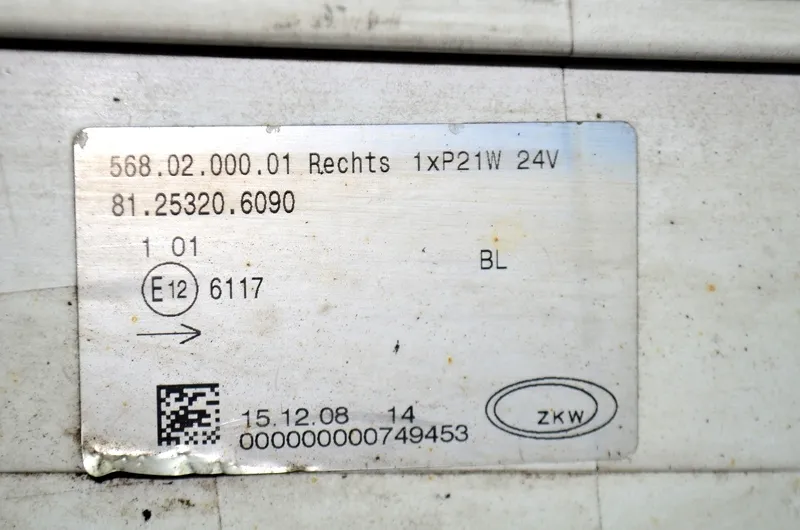 568.02.000.01 Rechts 1xP21W 24V
81.25320.6090
1 01
E12 6117
BL
15.12.08 14
000000000749453
ZKW